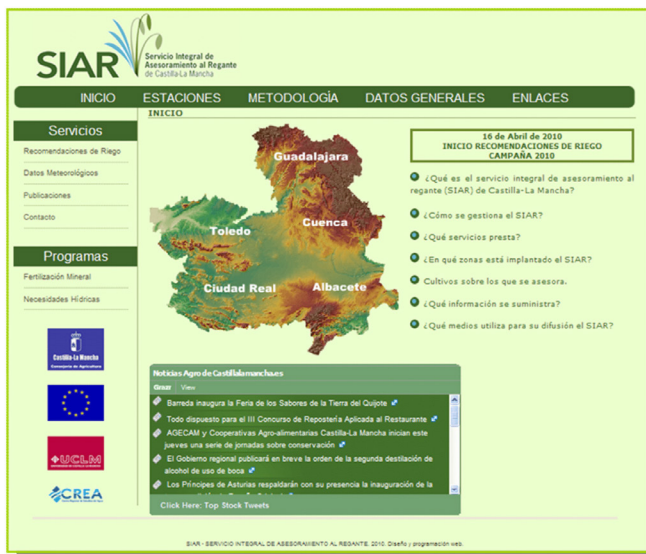 SIAR
Servicio Integral de
Asesoramiento al Regante
de Castilla-La Mancha
INICIO ESTACIONES METODOLOGÍA DATOS GENERALES ENLACES
INICIO
Servicios
Recomendaciones de Riego
Datos Meteorológicos
Publicaciones
Contacto
Programas
Fertilización Mineral
Necesidades Hídricas
Castilla-La Mancha
Consejería de Agricultura
UCLM
CREA
Guadalajara
Toledo
Cuenca
Ciudad Real
Albacete
16 de Abril de 2010
INICIO RECOMENDACIONES DE RIEGO
CAMPAÑA 2010
¿Qué es el servicio integral de asesoramiento al
regante (SIAR) de Castilla-La Mancha?
¿Cómo se gestiona el SIAR?
¿Qué servicios presta?
¿En qué zonas está implantado el SIAR?
Cultivos sobre los que se asesora.
¿Qué información se suministra?
¿Qué medios utiliza para su difusión el SIAR?
Noticias Agro de Castillalamancha.es
Grazr View
Barreda inaugura la Feria de los Sabores de la Tierra del Quijote
Todo dispuesto para el III Concurso de Repostería Aplicada al Restaurante
AGECAM y Cooperativas Agro-alimentarias Castilla-La Mancha inician este
jueves una serie de jornadas sobre conservación
El Gobierno regional publicará en breve la orden de la segunda destilación de
alcohol de uso de boca
Los Príncipes de Asturias respaldarán con su presencia la inauguración de la
Click Here: Top Stock Tweets
SIAR - SERVICIO INTEGRAL DE ASESORAMIENTO AL REGANTE. 2010. Diseño y programación web.